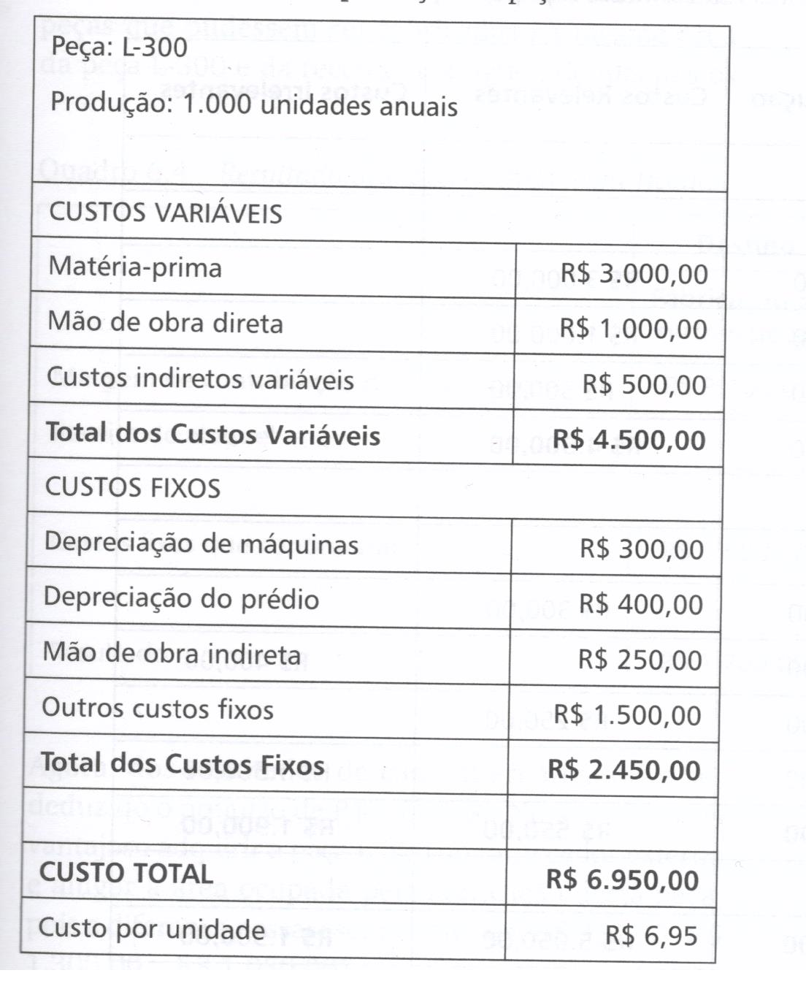 Peça: L-300
Produção: 1.000 unidades anuais
CUSTOS VARIÁVEIS
Matéria-prima R$ 3.000,00
Mão de obra direta R$ 1.000,00
Custos indiretos variáveis R$ 500,00
Total dos Custos Variáveis R$ 4.500,00
CUSTOS FIXOS
Depreciação de máquinas R$ 300,00
Depreciação do prédio R$ 400,00
Mão de obra indireta R$ 250,00
Outros custos fixos R$ 1.500,00
Total dos Custos Fixos R$ 2.450,00
CUSTO TOTAL R$ 6.950,00
Custo por unidade R$ 6,95